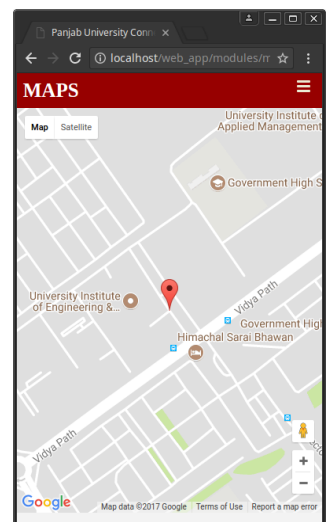 Panjab University Conn
localhost/web_app/modules/m
MAPS
Map Satellite
University Institute
Applied Management
Government High S
University Institute
of Engineering &...
Vidya Path
Government High
Himachal Sarai Bhawan
Vidya Path
Google
Map data ©2017 Google Terms of Use Report a map error